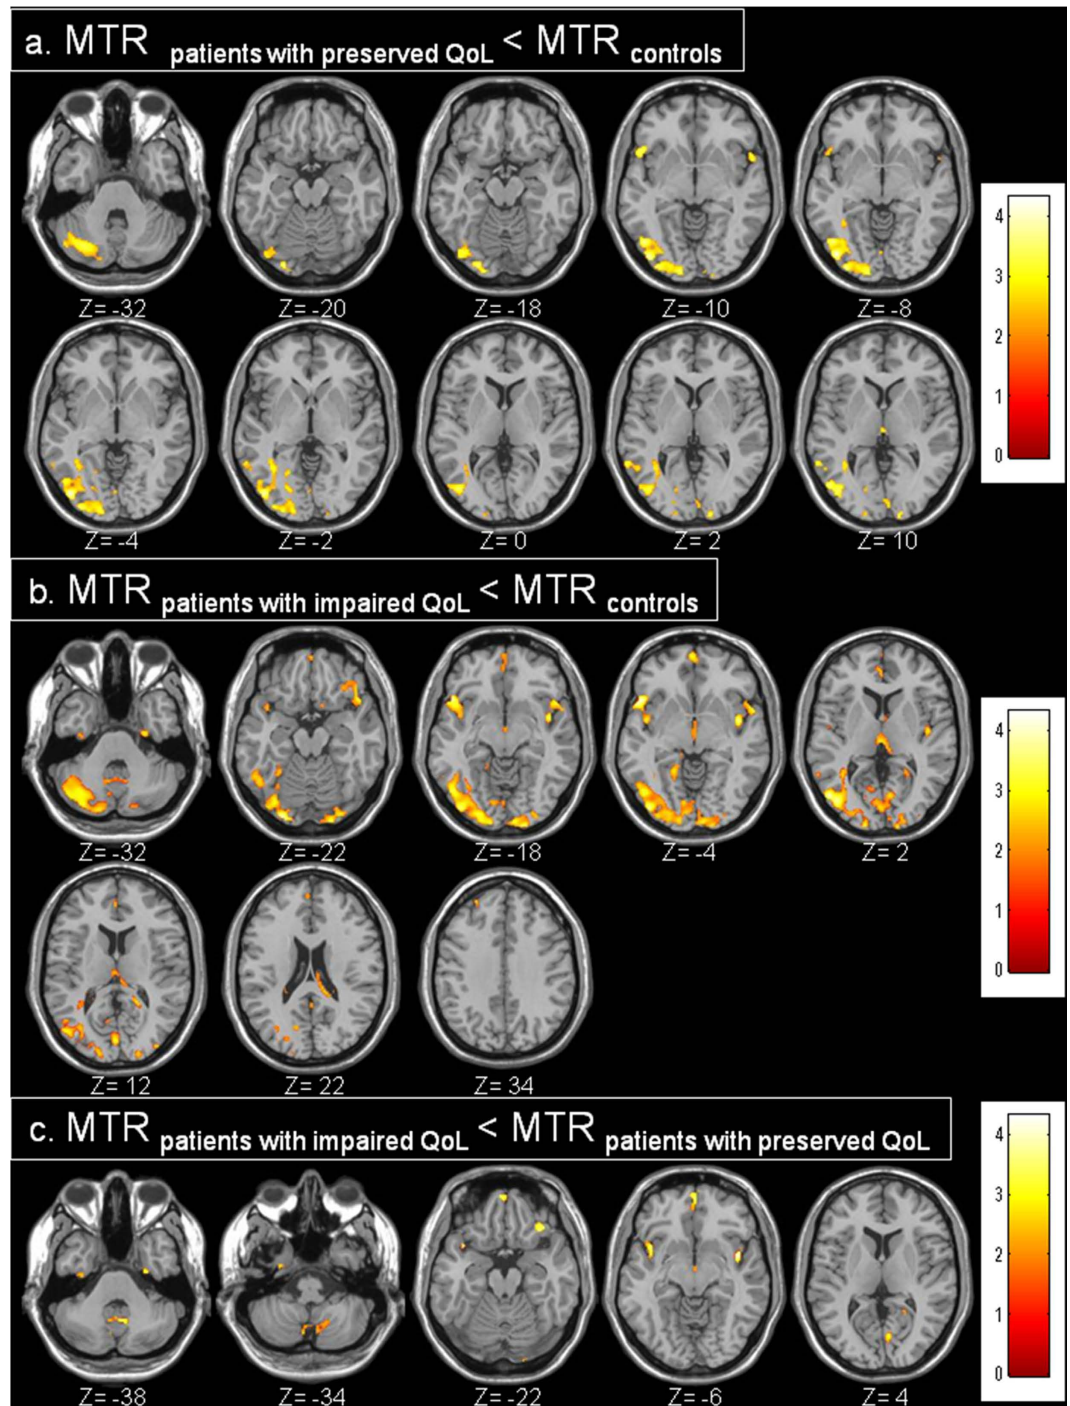 a. MTR patients with preserved QoL < MTR controls
Z= -32 Z= -20 Z= -18 Z= -10 Z= -8
4
3
2
1
0
Z= -4 Z= -2 Z= 0 Z= 2 Z= 10
b. MTR patients with impaired QoL < MTR controls
Z= -32 Z= -22 Z= -18 Z= -4 Z= 2
4
3
2
1
0
Z= 12 Z= 22 Z= 34
c. MTR patients with impaired QoL < MTR patients with preserved QoL
4
3
2
1
0
Z= -38 Z= -34 Z= -22 Z= -6 Z= 4